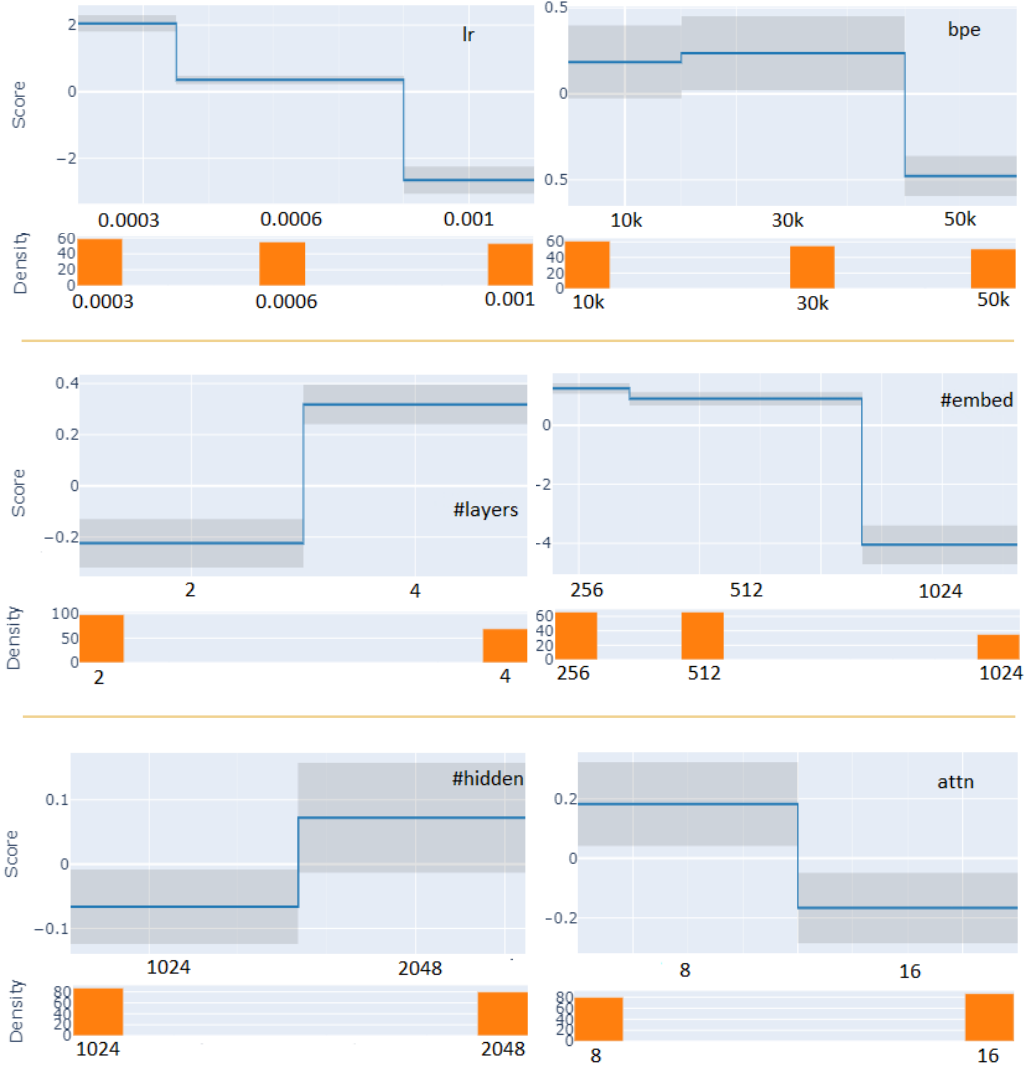 lr
2
0
−2
Score
0.0003 0.0006 0.001
60
40
20
0
Density
0.0003 0.0006 0.001
bpe
0.5
0
0.5
10k 30k 50k
60
40
20
0
10k 30k 50k
0.4
0.2
0
−0.2
Score
#layers
2 4
100
50
0
Density
2 4
#embed
0
-2
-4
256 512 1024
60
40
20
0
256 512 1024
#hidden
0.1
0
−0.1
Score
1024 2048
80
60
40
20
0
Density
1024 2048
attn
0.2
0
-0.2
8 16
80
60
40
20
0
8 16